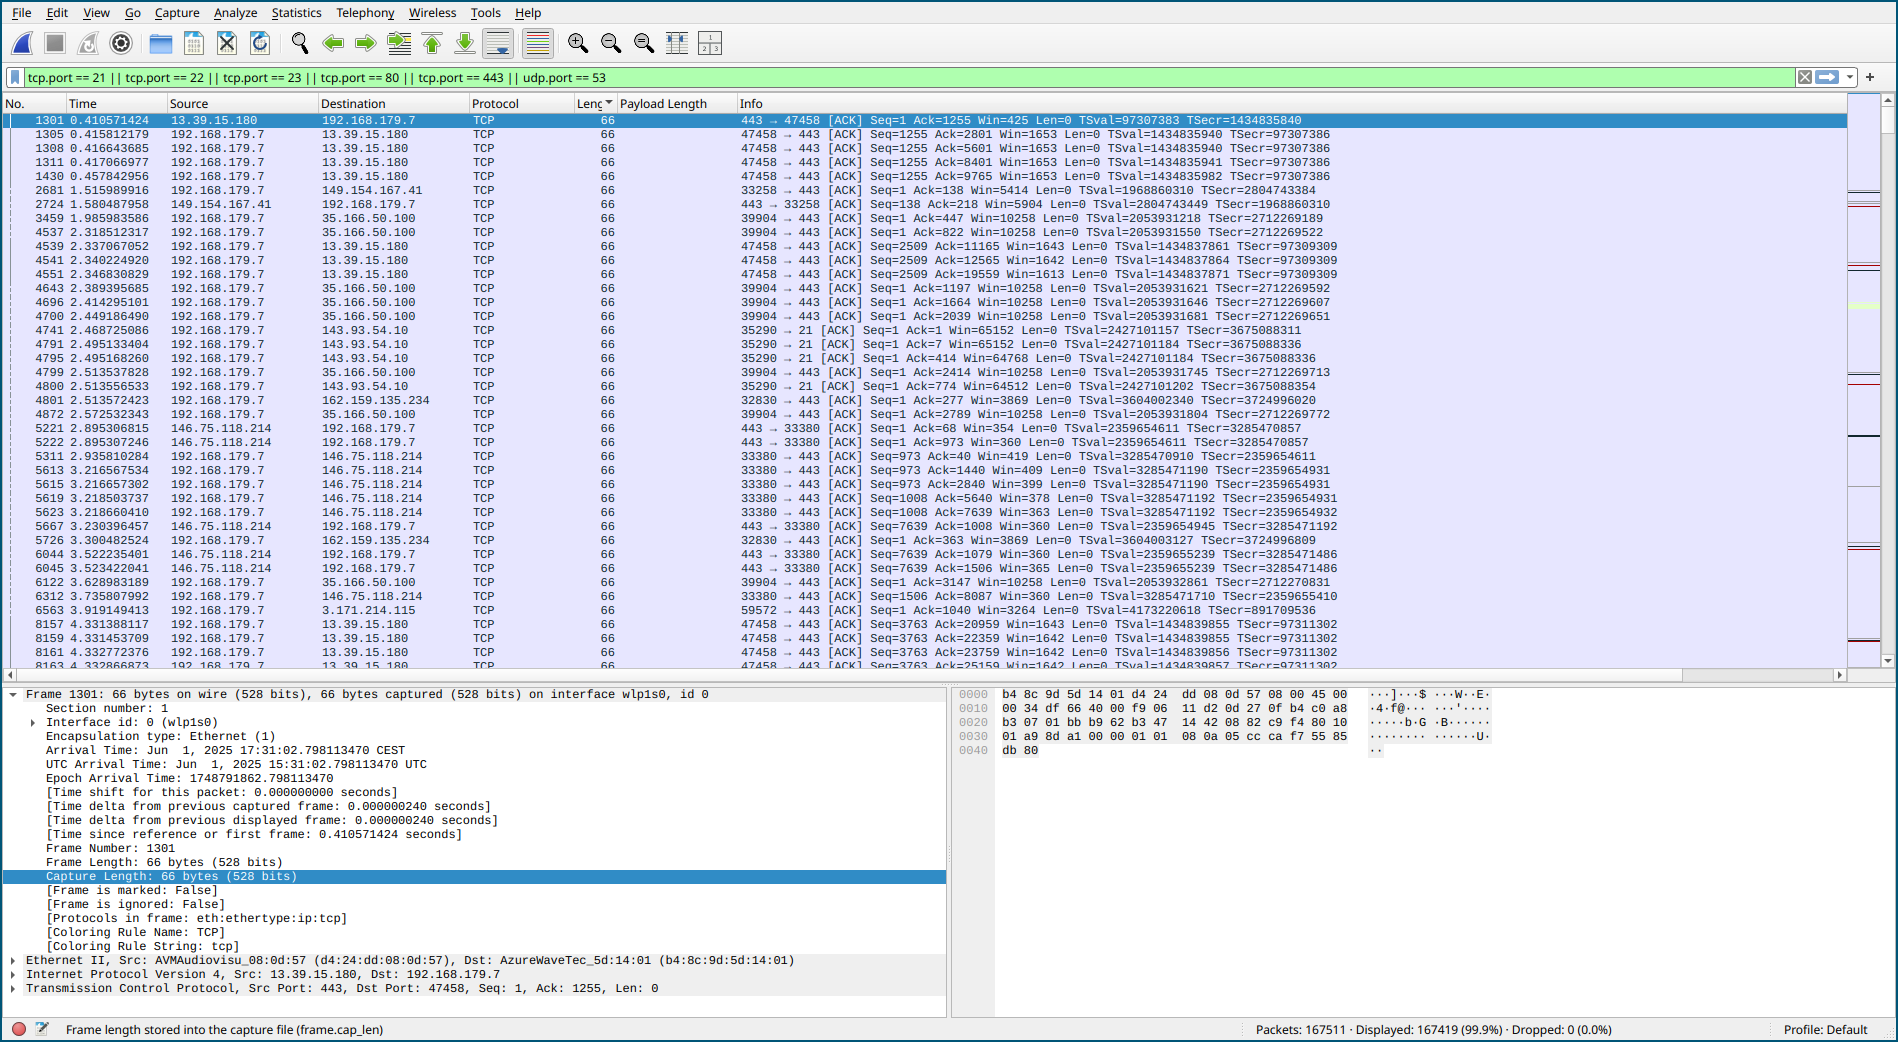 File Edit View Go Capture Analyze Statistics Telephony Wireless Tools Help
tcp.port == 21 || tcp.port == 22 || tcp.port == 23 || tcp.port == 80 || tcp.port == 443 || udp.port == 53
No. Time Source Destination Protocol Leng Payload Length Info
1301 0.410571424 13.39.15.180 192.168.179.7 TCP 66 443 → 47458 [ACK] Seq=1 Ack=1255 Win=425 Len=0 TSval=97307383 TSecr=1434835840
1305 0.415812179 192.168.179.7 13.39.15.180 TCP 66 47458 → 443 [ACK] Seq=1255 Ack=2801 Win=1653 Len=0 TSval=1434835940 TSecr=97307386
1308 0.416643685 192.168.179.7 13.39.15.180 TCP 66 47458 → 443 [ACK] Seq=1255 Ack=5601 Win=1653 Len=0 TSval=1434835940 TSecr=97307386
1311 0.417066977 192.168.179.7 13.39.15.180 TCP 66 47458 → 443 [ACK] Seq=1255 Ack=8401 Win=1653 Len=0 TSval=1434835941 TSecr=97307386
1430 0.457842956 192.168.179.7 13.39.15.180 TCP 66 47458 → 443 [ACK] Seq=1255 Ack=9765 Win=1653 Len=0 TSval=1434835982 TSecr=97307386
2681 1.515989916 192.168.179.7 149.154.167.41 TCP 66 33258 → 443 [ACK] Seq=1 Ack=138 Win=5414 Len=0 TSval=1968860310 TSecr=2804743384
2724 1.580487958 149.154.167.41 192.168.179.7 TCP 66 443 → 33258 [ACK] Seq=138 Ack=218 Win=5904 Len=0 TSval=2804743449 TSecr=1968860310
3459 1.985983586 192.168.179.7 35.166.50.100 TCP 66 39904 → 443 [ACK] Seq=1 Ack=447 Win=10258 Len=0 TSval=2053931218 TSecr=2712269189
4537 2.318512317 192.168.179.7 35.166.50.100 TCP 66 39904 → 443 [ACK] Seq=1 Ack=822 Win=10258 Len=0 TSval=2053931550 TSecr=2712269522
4539 2.337067052 192.168.179.7 13.39.15.180 TCP 66 47458 → 443 [ACK] Seq=2509 Ack=11165 Win=1643 Len=0 TSval=1434837861 TSecr=97309309
4541 2.340224920 192.168.179.7 13.39.15.180 TCP 66 47458 → 443 [ACK] Seq=2509 Ack=12565 Win=1642 Len=0 TSval=1434837864 TSecr=97309309
4551 2.346830829 192.168.179.7 13.39.15.180 TCP 66 47458 → 443 [ACK] Seq=2509 Ack=19559 Win=1613 Len=0 TSval=1434837871 TSecr=97309309
4643 2.389395685 192.168.179.7 35.166.50.100 TCP 66 39904 → 443 [ACK] Seq=1 Ack=1197 Win=10258 Len=0 TSval=2053931621 TSecr=2712269592
4696 2.414295101 192.168.179.7 35.166.50.100 TCP 66 39904 → 443 [ACK] Seq=1 Ack=1664 Win=10258 Len=0 TSval=2053931646 TSecr=2712269607
4700 2.449186490 192.168.179.7 35.166.50.100 TCP 66 39904 → 443 [ACK] Seq=1 Ack=2039 Win=10258 Len=0 TSval=2053931681 TSecr=2712269651
4741 2.468725086 192.168.179.7 143.93.54.10 TCP 66 35290 → 21 [ACK] Seq=1 Ack=1 Win=65152 Len=0 TSval=2427101157 TSecr=3675088311
4791 2.495133404 192.168.179.7 143.93.54.10 TCP 66 35290 → 21 [ACK] Seq=1 Ack=7 Win=65152 Len=0 TSval=2427101184 TSecr=3675088336
4795 2.495168260 192.168.179.7 143.93.54.10 TCP 66 35290 → 21 [ACK] Seq=1 Ack=414 Win=64768 Len=0 TSval=2427101184 TSecr=3675088336
4799 2.513537828 192.168.179.7 35.166.50.100 TCP 66 39904 → 443 [ACK] Seq=1 Ack=2414 Win=10258 Len=0 TSval=2053931745 TSecr=2712269713
4800 2.513556533 192.168.179.7 143.93.54.10 TCP 66 35290 → 21 [ACK] Seq=1 Ack=774 Win=64512 Len=0 TSval=2427101202 TSecr=3675088354
4801 2.513572423 192.168.179.7 162.159.135.234 TCP 66 32830 → 443 [ACK] Seq=1 Ack=277 Win=3869 Len=0 TSval=3604002340 TSecr=3724996020
4872 2.572532343 192.168.179.7 35.166.50.100 TCP 66 39904 → 443 [ACK] Seq=1 Ack=2789 Win=10258 Len=0 TSval=2053931804 TSecr=2712269772
5221 2.895306815 146.75.118.214 192.168.179.7 TCP 66 443 → 33380 [ACK] Seq=1 Ack=68 Win=354 Len=0 TSval=2359654611 TSecr=3285470857
5222 2.895307246 146.75.118.214 192.168.179.7 TCP 66 443 → 33380 [ACK] Seq=1 Ack=973 Win=360 Len=0 TSval=2359654611 TSecr=3285470857
5311 2.935810284 192.168.179.7 146.75.118.214 TCP 66 33380 → 443 [ACK] Seq=973 Ack=40 Win=419 Len=0 TSval=3285470910 TSecr=2359654611
5613 3.216567534 192.168.179.7 146.75.118.214 TCP 66 33380 → 443 [ACK] Seq=973 Ack=1440 Win=409 Len=0 TSval=3285471190 TSecr=2359654931
5615 3.216657302 192.168.179.7 146.75.118.214 TCP 66 33380 → 443 [ACK] Seq=973 Ack=2840 Win=399 Len=0 TSval=3285471190 TSecr=2359654931
5619 3.218503737 192.168.179.7 146.75.118.214 TCP 66 33380 → 443 [ACK] Seq=1008 Ack=5640 Win=378 Len=0 TSval=3285471192 TSecr=2359654931
5623 3.218660410 192.168.179.7 146.75.118.214 TCP 66 33380 → 443 [ACK] Seq=1008 Ack=7639 Win=363 Len=0 TSval=3285471192 TSecr=2359654932
5667 3.230396457 146.75.118.214 192.168.179.7 TCP 66 443 → 33380 [ACK] Seq=7639 Ack=1008 Win=360 Len=0 TSval=2359654945 TSecr=3285471192
5726 3.300482524 192.168.179.7 162.159.135.234 TCP 66 32830 → 443 [ACK] Seq=1 Ack=363 Win=3869 Len=0 TSval=3604003127 TSecr=3724996809
6044 3.522235401 146.75.118.214 192.168.179.7 TCP 66 443 → 33380 [ACK] Seq=7639 Ack=1079 Win=360 Len=0 TSval=2359655239 TSecr=3285471486
6045 3.523422041 146.75.118.214 192.168.179.7 TCP 66 443 → 33380 [ACK] Seq=7639 Ack=1506 Win=365 Len=0 TSval=2359655239 TSecr=3285471486
6122 3.628983189 192.168.179.7 35.166.50.100 TCP 66 39904 → 443 [ACK] Seq=1 Ack=3147 Win=10258 Len=0 TSval=2053932861 TSecr=2712270831
6312 3.735807992 192.168.179.7 146.75.118.214 TCP 66 33380 → 443 [ACK] Seq=1506 Ack=8087 Win=360 Len=0 TSval=3285471710 TSecr=2359655410
6563 3.919149413 192.168.179.7 3.171.214.115 TCP 66 59572 → 443 [ACK] Seq=1 Ack=1040 Win=3264 Len=0 TSval=4173220618 TSecr=891709536
8157 4.331388117 192.168.179.7 13.39.15.180 TCP 66 47458 → 443 [ACK] Seq=3763 Ack=20959 Win=1643 Len=0 TSval=1434839855 TSecr=97311302
8159 4.331453709 192.168.179.7 13.39.15.180 TCP 66 47458 → 443 [ACK] Seq=3763 Ack=22359 Win=1642 Len=0 TSval=1434839855 TSecr=97311302
8161 4.332772376 192.168.179.7 13.39.15.180 TCP 66 47458 → 443 [ACK] Seq=3763 Ack=23759 Win=1642 Len=0 TSval=1434839856 TSecr=97311302
8163 4.332866873 192.168.179.7 13.39.15.180 TCP 66 47458 → 443 [ACK] Seq=3763 Ack=25159 Win=1642 Len=0 TSval=1434839857 TSecr=97311302
Frame 1301: 66 bytes on wire (528 bits), 66 bytes captured (528 bits) on interface wlp1s0, id 0
Section number: 1
Interface id: 0 (wlp1s0)
Encapsulation type: Ethernet (1)
Arrival Time: Jun  1, 2025 17:31:02.798113470 CEST
UTC Arrival Time: Jun  1, 2025 15:31:02.798113470 UTC
Epoch Arrival Time: 1748791862.798113470
[Time shift for this packet: 0.000000000 seconds]
[Time delta from previous captured frame: 0.000000240 seconds]
[Time delta from previous displayed frame: 0.000000240 seconds]
[Time since reference or first frame: 0.410571424 seconds]
Frame Number: 1301
Frame Length: 66 bytes (528 bits)
Capture Length: 66 bytes (528 bits)
[Frame is marked: False]
[Frame is ignored: False]
[Protocols in frame: eth:ethertype:ip:tcp]
[Coloring Rule Name: TCP]
[Coloring Rule String: tcp]
Ethernet II, Src: AVMAudiovisu_08:0d:57 (d4:24:dd:08:0d:57), Dst: AzureWaveTec_5d:14:01 (b4:8c:9d:5d:14:01)
Internet Protocol Version 4, Src: 13.39.15.180, Dst: 192.168.179.7
Transmission Control Protocol, Src Port: 443, Dst Port: 47458, Seq: 1, Ack: 1255, Len: 0
0000 b4 8c 9d 5d 14 01 d4 24 dd 08 0d 57 08 00 45 00 ···]···$ ···W··E·
0010 00 34 df 66 40 00 f9 06 11 d2 0d 27 0f b4 c0 a8 ·4·f@··· ···'····
0020 b3 07 01 bb b9 62 b3 47 14 42 08 82 c9 f4 80 10 ·····b·G ·B······
0030 01 a9 8d a1 00 00 01 01 08 0a 05 cc ca f7 55 85 ········ ······U·
0040 db 80 ··
Frame length stored into the capture file (frame.cap_len)
Packets: 167511 · Displayed: 167419 (99.9%) · Dropped: 0 (0.0%)
Profile: Default